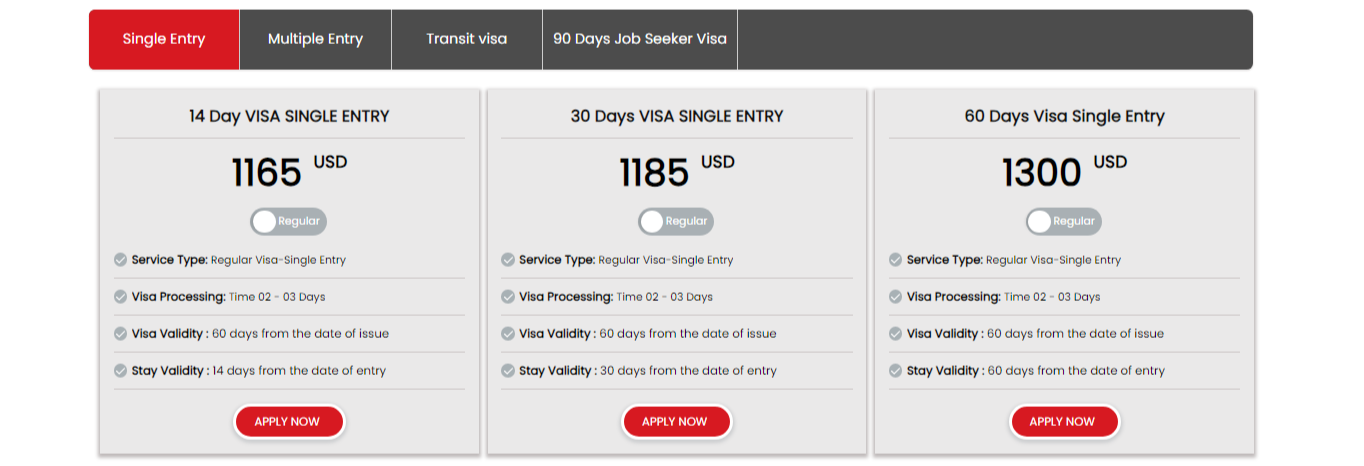 Single Entry
Multiple Entry
Transit visa
90 Days Job Seeker Visa
14 Day VISA SINGLE ENTRY
1165 USD
Regular
Service Type: Regular Visa-Single Entry
Visa Processing: Time 02 - 03 Days
Visa Validity : 60 days from the date of issue
Stay Validity : 14 days from the date of entry
APPLY NOW
30 Days VISA SINGLE ENTRY
1185 USD
Regular
Service Type: Regular Visa-Single Entry
Visa Processing: Time 02 - 03 Days
Visa Validity : 60 days from the date of issue
Stay Validity : 30 days from the date of entry
APPLY NOW
60 Days Visa Single Entry
1300 USD
Regular
Service Type: Regular Visa-Single Entry
Visa Processing: Time 02 - 03 Days
Visa Validity : 60 days from the date of issue
Stay Validity : 60 days from the date of entry
APPLY NOW